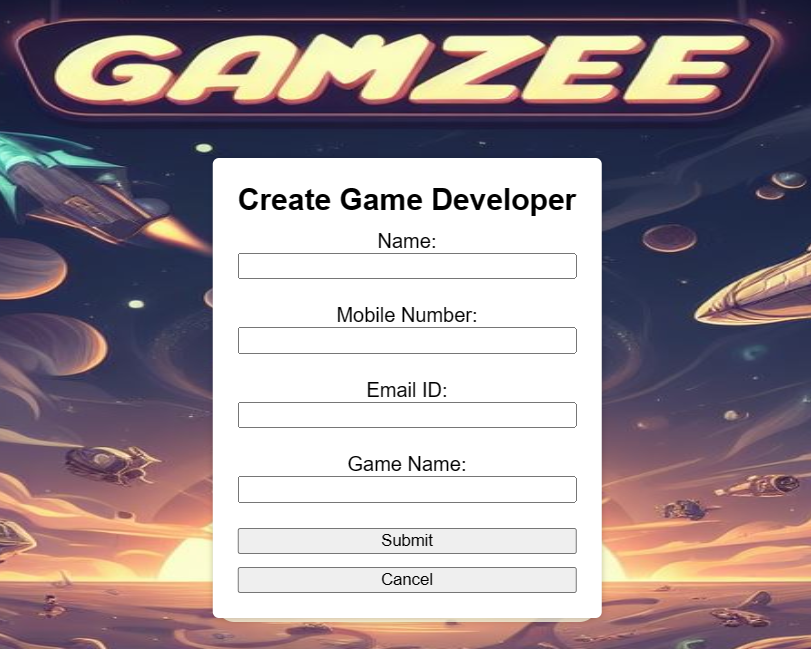 GAMZEE
Create Game Developer
Name:
Mobile Number:
Email ID:
Game Name:
Submit
Cancel